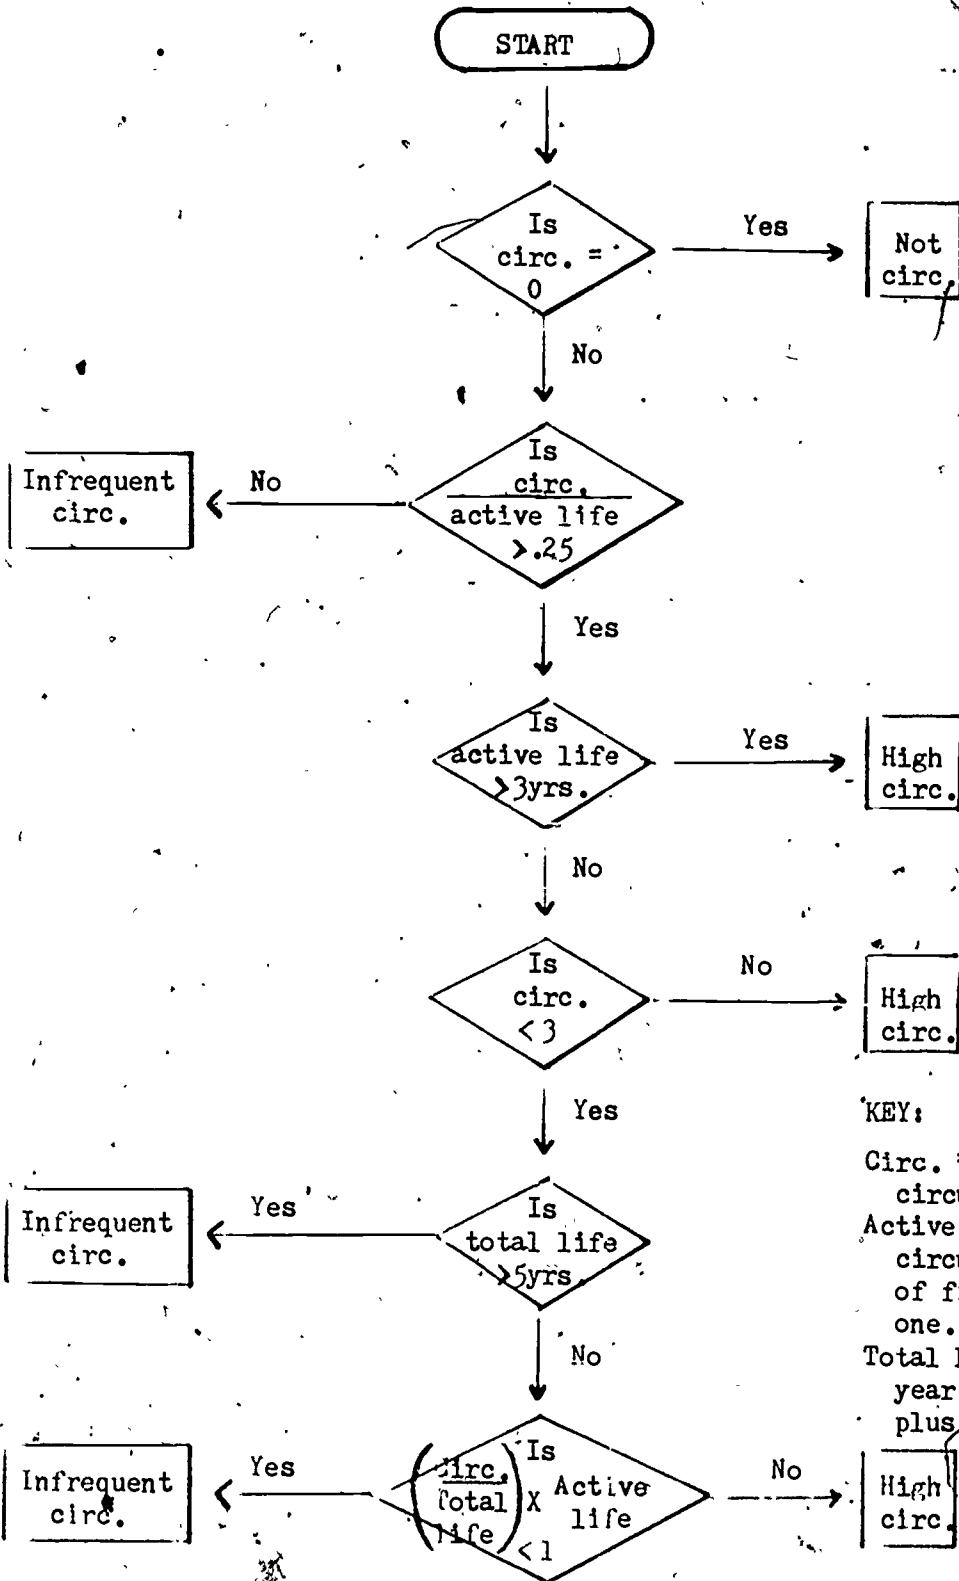 START
Is
circ. =
0
Yes
Not
circ.
No
Is
circ.
active life
>.25
No
Infrequent
circ.
Yes
Is
active life
>3yrs.
Yes
High
circ.
No
Is
circ.
<3
No
High
circ.
Yes
KEY:
Circ.
Active
of
one.
Total
year
plus
Is
total life
>5yrs.
Yes
Infrequent
circ.
No
Is
(Circ.
Total
life) X Active
life
<1
Yes
Infrequent
circ.
No
High
circ.